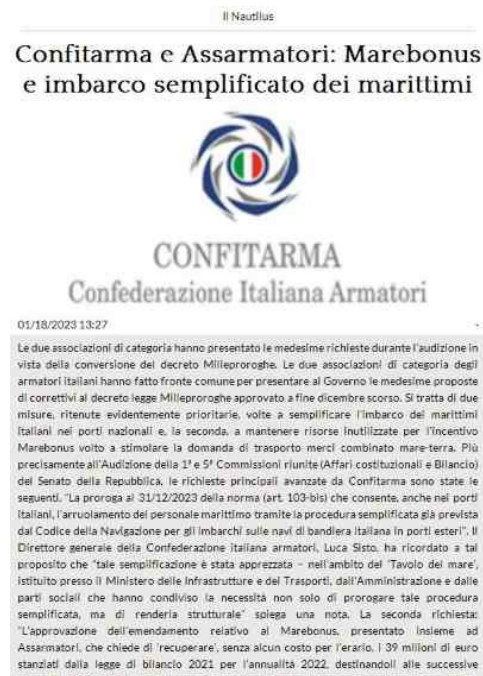 Il Nautilus
Confitarma e Assarmatori: Marebonus
e imbarco semplificato dei marittimi
CONFITARMA
Confederazione Italiana Armatori
01/18/2023 13:27
-
Le due associazioni di categoria hanno presentato le medesime richieste durante l'audizione in
vista della conversione del decreto Milleproroghe. Le due associazioni di categoria degli
armatori italiani hanno fatto fronte comune per presentare al Governo le medesime proposte
di correttivi al decreto legge Milleproroghe approvato a fine dicembre scorso. Si tratta di due
misure, ritenute evidentemente prioritarie, volte a semplificare l'imbarco dei marittimi
italiani nei porti nazionali e, la seconda, a mantenere risorse inutilizzate per l'incentivo
Marebonus volto a stimolare la domanda di trasporto merci combinato mare-terra. Più
precisamente all'Audizione della 1ª e 5ª Commissioni riunite (Affari costituzionali e Bilancio)
del Senato della Repubblica, le richieste principali avanzate da Confitarma sono state le
seguenti. "La proroga al 31/12/2023 della norma (art. 103-bis) che consente, anche nei porti
italiani, l'arruolamento del personale marittimo tramite la procedura semplificata già prevista
dal Codice della Navigazione per gli imbarchi sulle navi di bandiera italiana in porti esteri". Il
Direttore generale della Confederazione italiana armatori, Luca Sisto, ha ricordato a tal
proposito che "tale semplificazione è stata apprezzata – nell'ambito del 'Tavolo del mare',
istituito presso il Ministero delle Infrastrutture e dei Trasporti, dall'Amministrazione e dalle
parti sociali che hanno condiviso la necessità non solo di prorogare tale procedura
semplificata, ma di renderla strutturale" spiega una nota. La seconda richiesta:
"L'approvazione dell'emendamento relativo al Marebonus, presentato insieme ad
Assarmatori, che chiede di 'recuperare', senza alcun costo per l'erario, i 39 milioni di euro
stanziati dalla legge di bilancio 2021 per l'annualità 2022, destinandoli alle successive